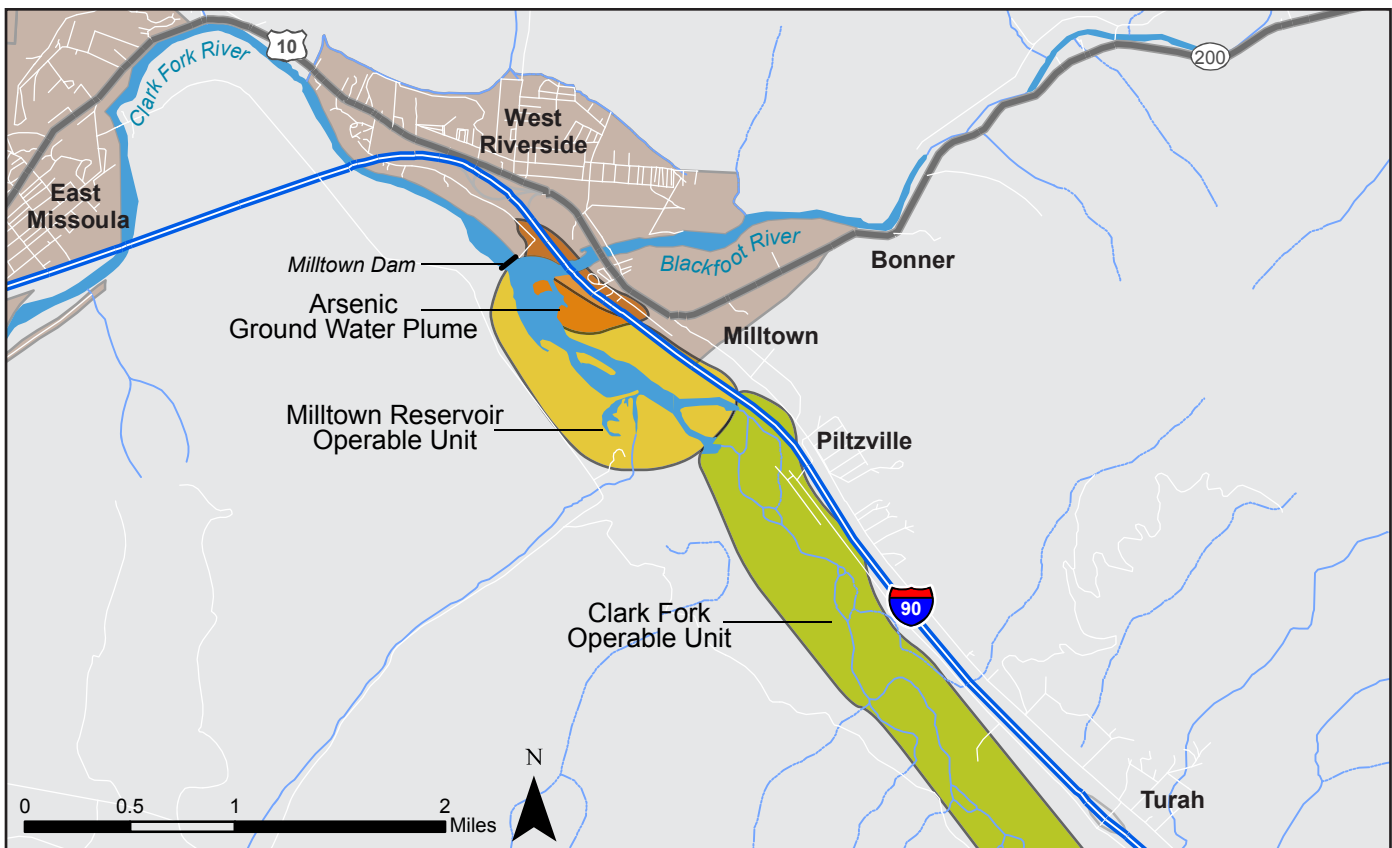 Clark Fork River
10
200
West
Riverside
East
Missoula
Blackfoot River
Bonner
Milltown Dam
Arsenic
Ground Water Plume
Milltown
Milltown Reservoir
Operable Unit
Piltzville
Clark Fork
Operable Unit
90
N
Turah
0 0.5 1 2
Miles